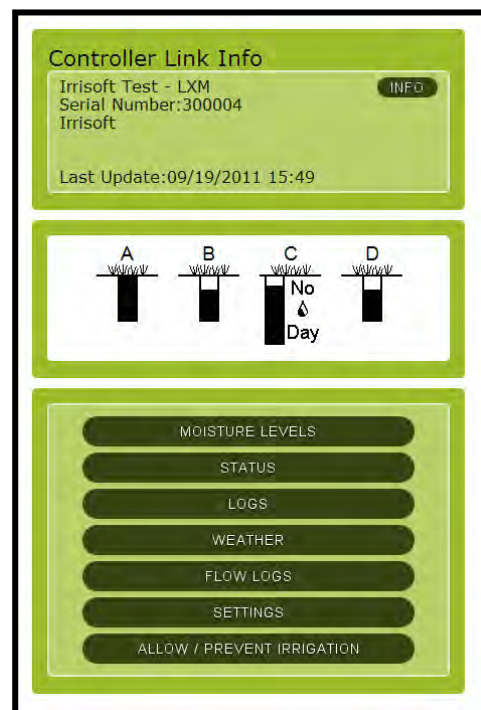 Controller Link Info
Irrisoft Test - LXM
INFO
Serial Number:300004
Irrisoft
Last Update:09/19/2011 15:49
A B C D
No
Day
MOISTURE LEVELS
STATUS
LOGS
WEATHER
FLOW LOGS
SETTINGS
ALLOW / PREVENT IRRIGATION